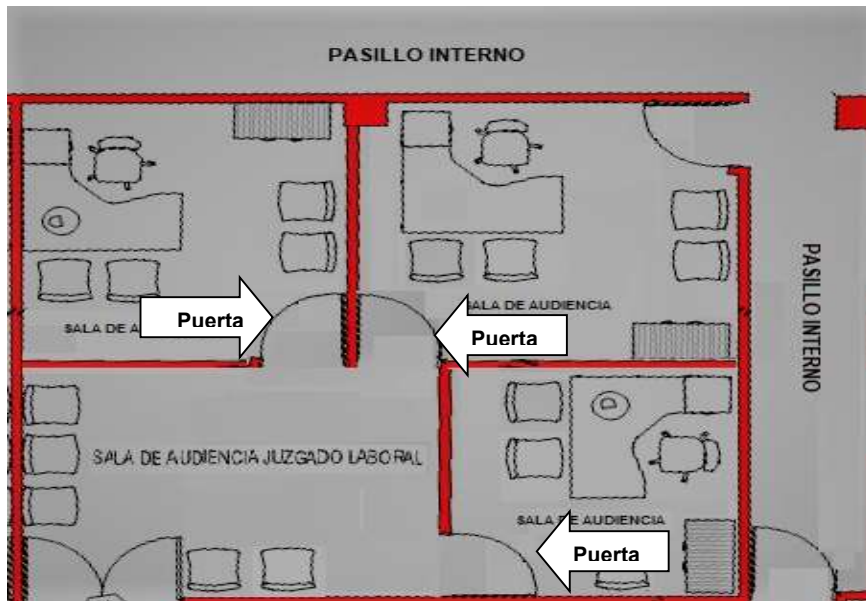 PASILLO INTERNO
SALA DE
Puerta
SALA DE AUDIENCIA
Puerta
PASILLO INTERNO
SALA DE AUDIENCIA JUZGADO LABORAL
SALA DE AUDIENCIA
Puerta